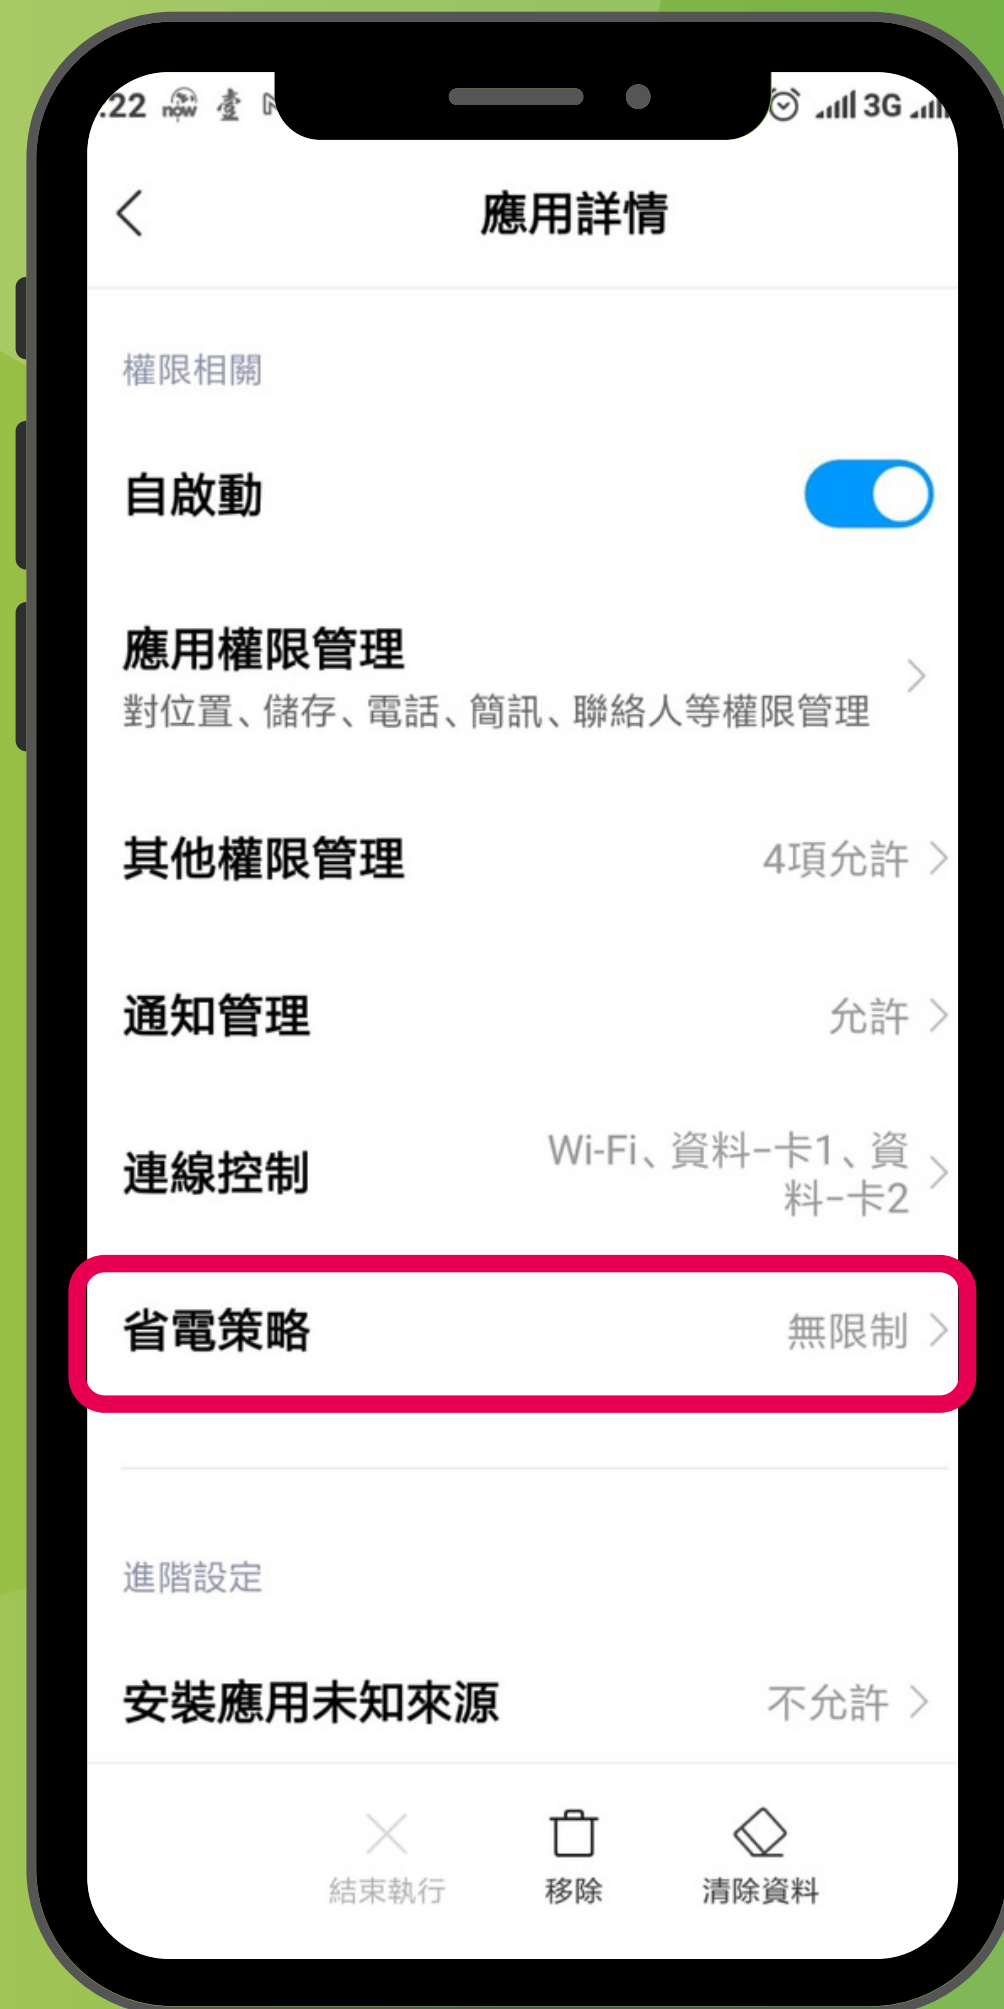 :22 now 壹
3G
應用詳情
權限相關
自啟動
應用權限管理
對位置、儲存、電話、簡訊、聯絡人等權限管理
其他權限管理 4項允許
通知管理 允許
連線控制 Wi-Fi、資料-卡1、資
料-卡2
省電策略 無限制
進階設定
安裝應用未知來源 不允許
結束執行 移除 清除資料